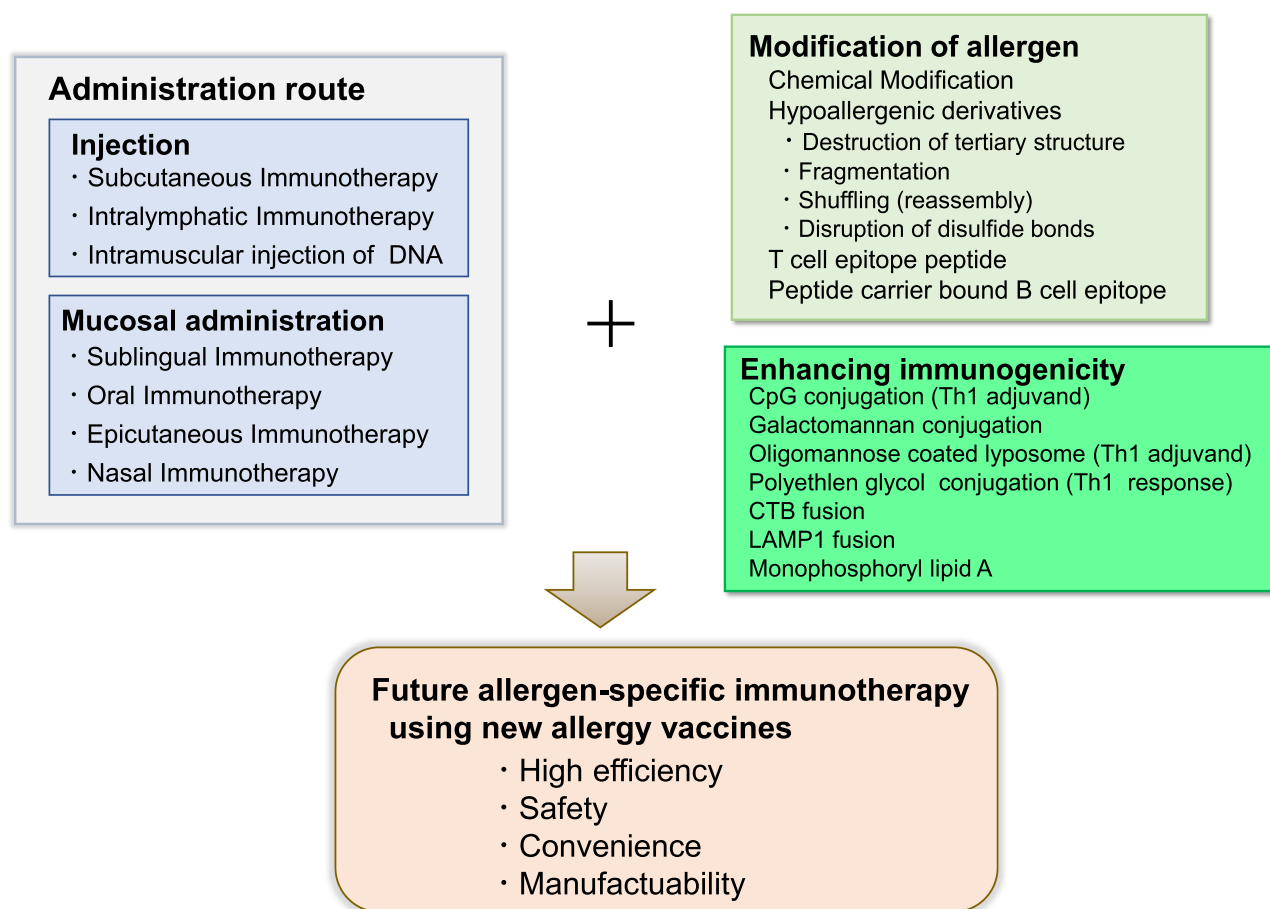 Administration route
Injection
・Subcutaneous Immunotherapy
・Intralymphatic Immunotherapy
・Intramuscular injection of DNA
Mucosal administration
・Sublingual Immunotherapy
・Oral Immunotherapy
・Epicutaneous Immunotherapy
・Nasal Immunotherapy
+
Modification of allergen
Chemical Modification
Hypoallergenic derivatives
・Destruction of tertiary structure
・Fragmentation
・Shuffling (reassembly)
・Disruption of disulfide bonds
T cell epitope peptide
Peptide carrier bound B cell epitope
Enhancing immunogenicity
CpG conjugation (Th1 adjuvand)
Galactomannan conjugation
Oligomannose coated lyposome (Th1 adjuvand)
Polyethlen glycol conjugation (Th1 response)
CTB fusion
LAMP1 fusion
Monophosphoryl lipid A
Future allergen-specific immunotherapy
using new allergy vaccines
・High efficiency
・Safety
・Convenience
・Manufactuability